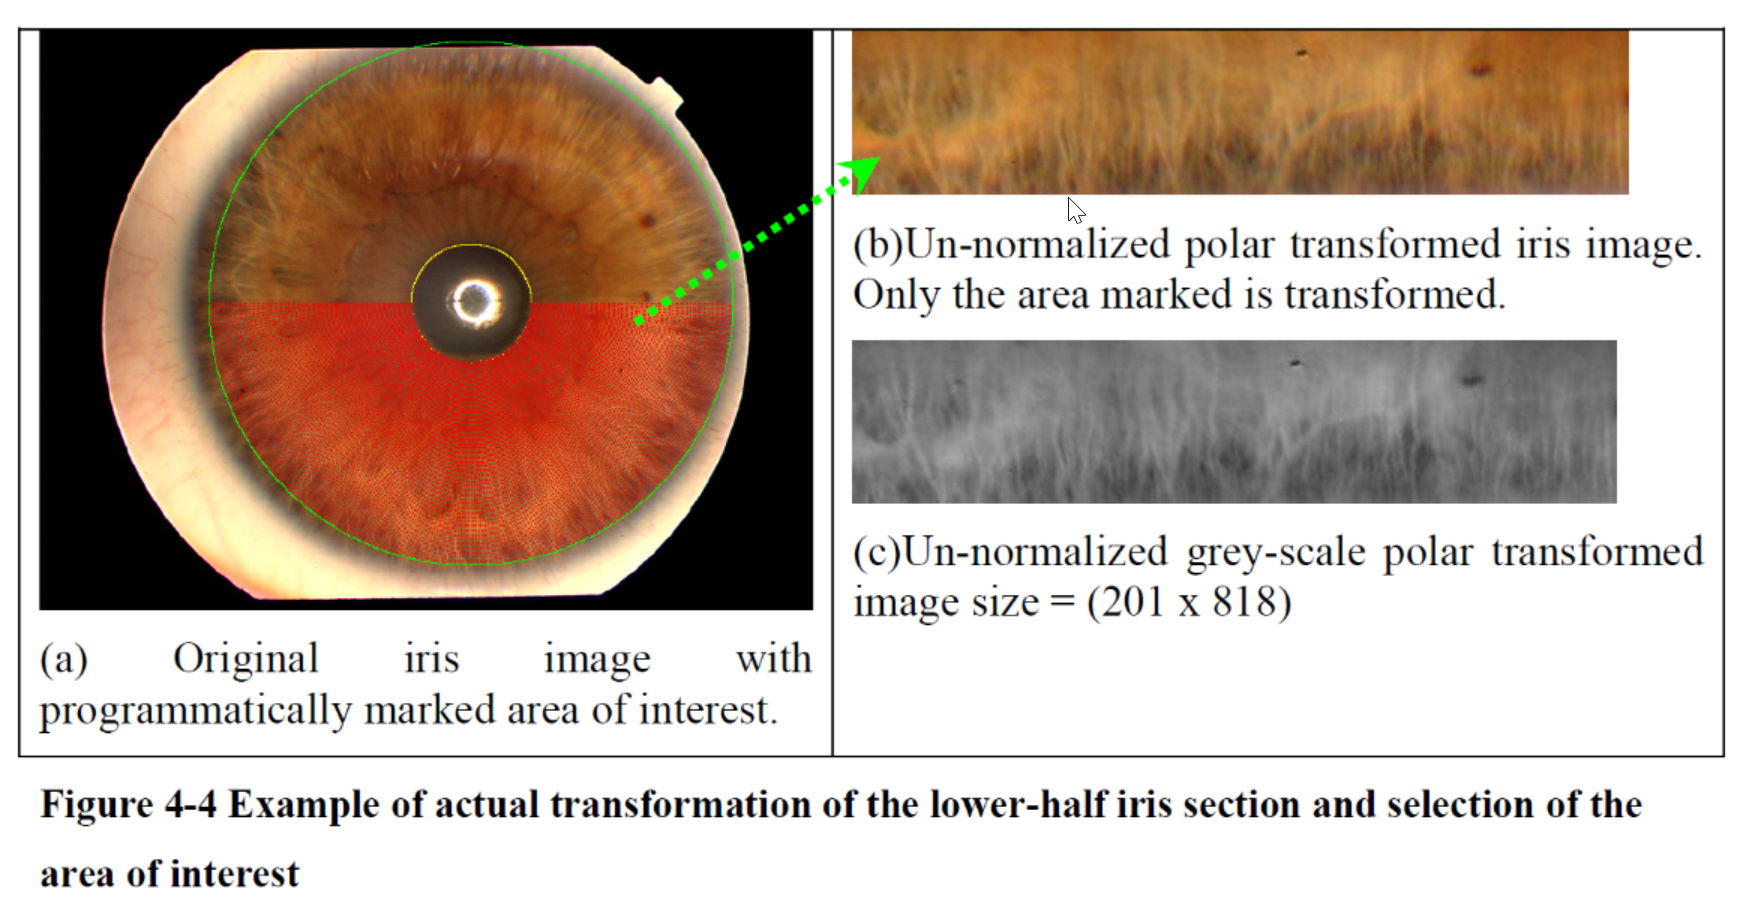 (a) Original iris image with
programmatically marked area of interest.
(b)Un-normalized polar transformed iris image.
Only the area marked is transformed.
(c)Un-normalized grey-scale polar transformed
image size = (201 x 818)
Figure 4-4 Example of actual transformation of the lower-half iris section and selection of the
area of interest